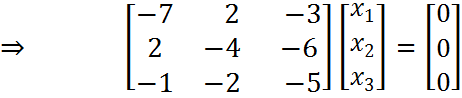 ⇒ [−7 2 −3] [x₁] [0]
[2 −4 −6] [x₂] = [0]
[−1 −2 −5] [x₃] [0]